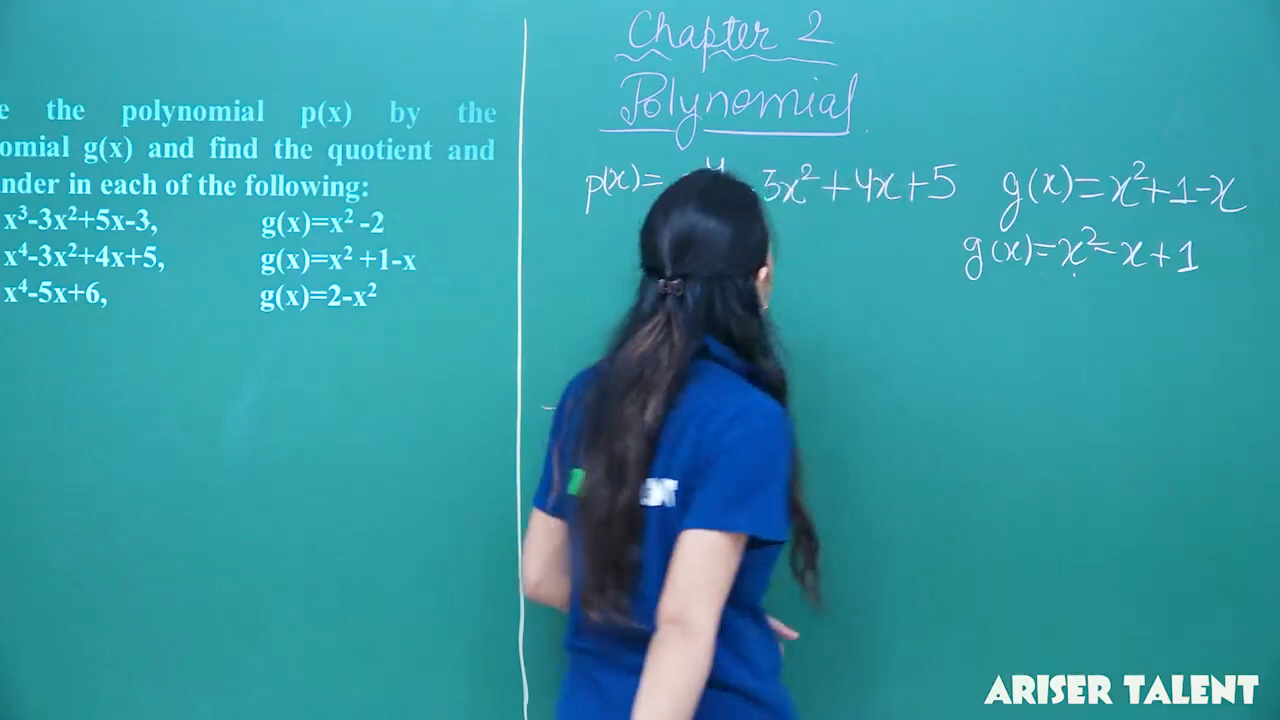 the polynomial p(x) by the
g(x) and find the quotient and
in each of the following:
x³-3x²+5x-3, g(x)=x² -2
x⁴-3x²+4x+5, g(x)=x² +1-x
x⁴-5x+6, g(x)=2-x²
Chapter 2
Polynomial
p(x)= 3x²+4x+5 g(x)=x²+1-x
g(x)=x²-x+1
ARISER TALENT